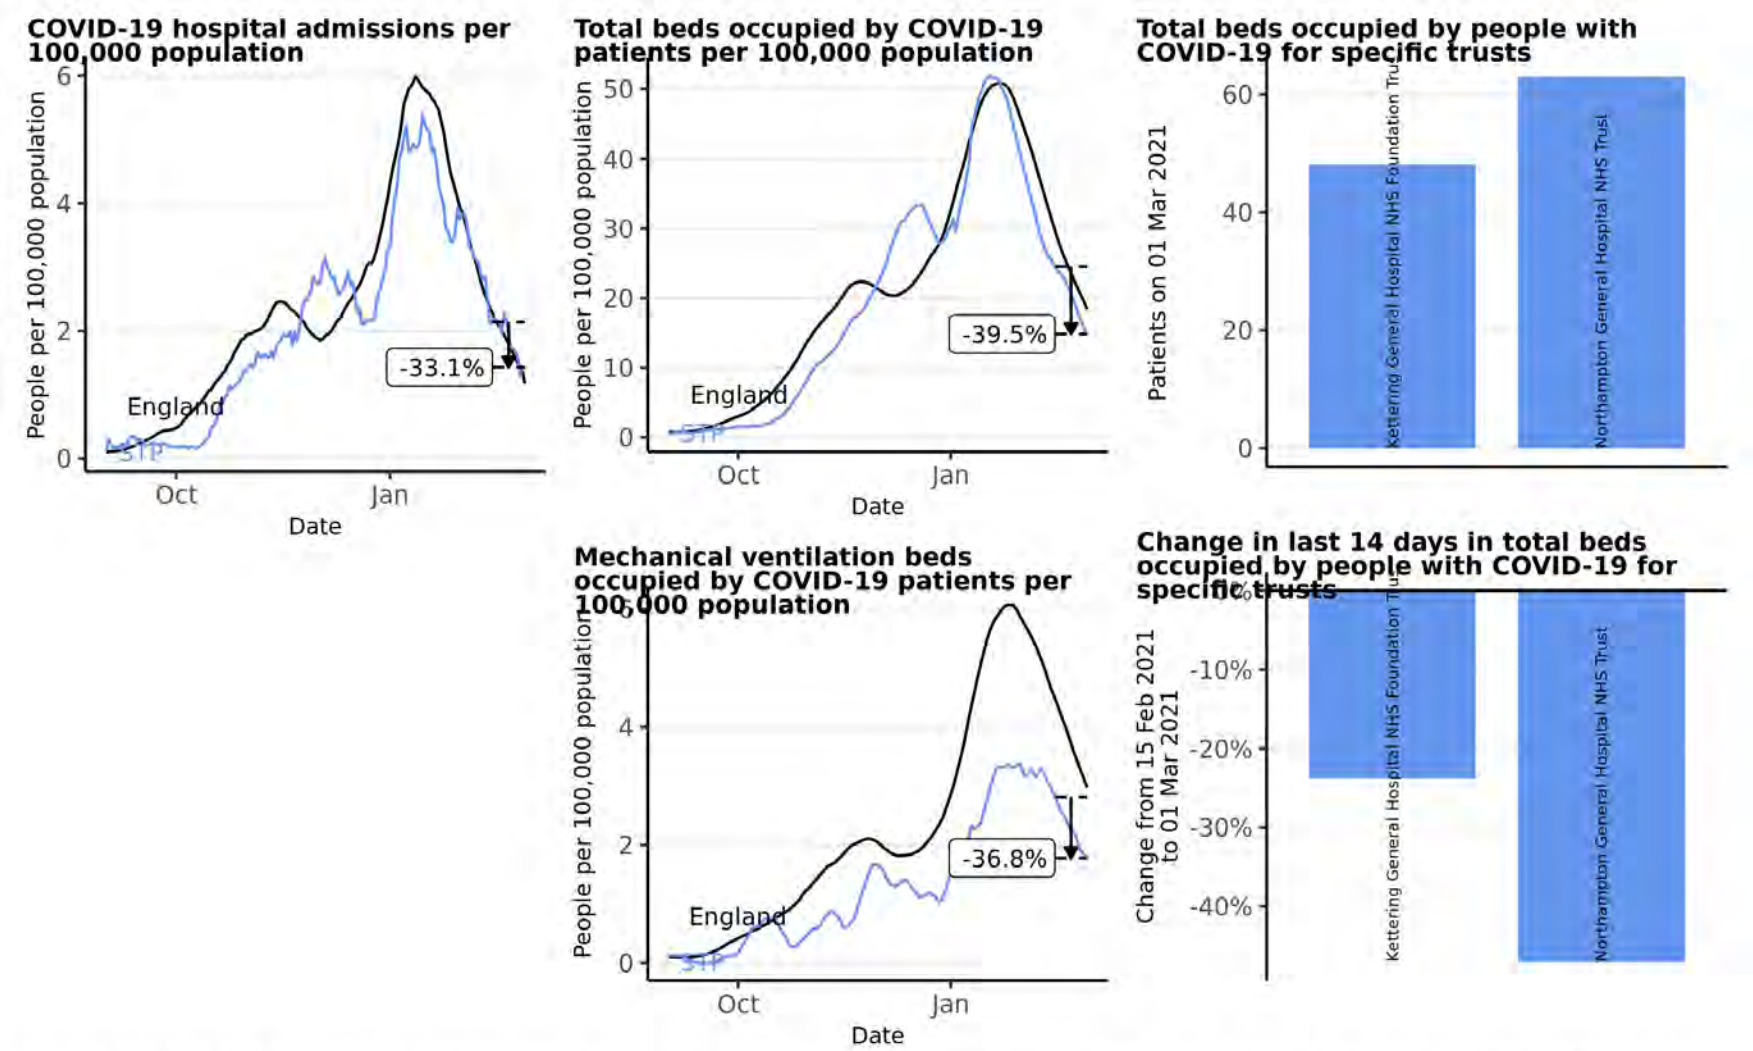 COVID-19 hospital admissions per
100,000 population
People per 100,000 population
6
4
2
0
England
STP
-33.1%
Oct
Jan
Date
Total beds occupied by COVID-19
patients per 100,000 population
People per 100,000 population
50
40
30
20
10
0
England
STP
-39.5%
Oct
Jan
Date
Total beds occupied by people with
COVID-19 for specific trusts
Patients on 01 Mar 2021
60
40
20
0
Kettering General Hospital NHS Foundation
Northampton General Hospital NHS Trust
Mechanical ventilation beds
occupied by COVID-19 patients per
100,000 population
People per 100,000 population
4
2
0
England
STP
-36.8%
Oct
Jan
Date
Change in last 14 days in total beds
occupied by people with COVID-19 for
specific trusts
Change from 15 Feb 2021
to 01 Mar 2021
-10%
-20%
-30%
-40%
Kettering General Hospital NHS Foundation
Northampton General Hospital NHS Trust